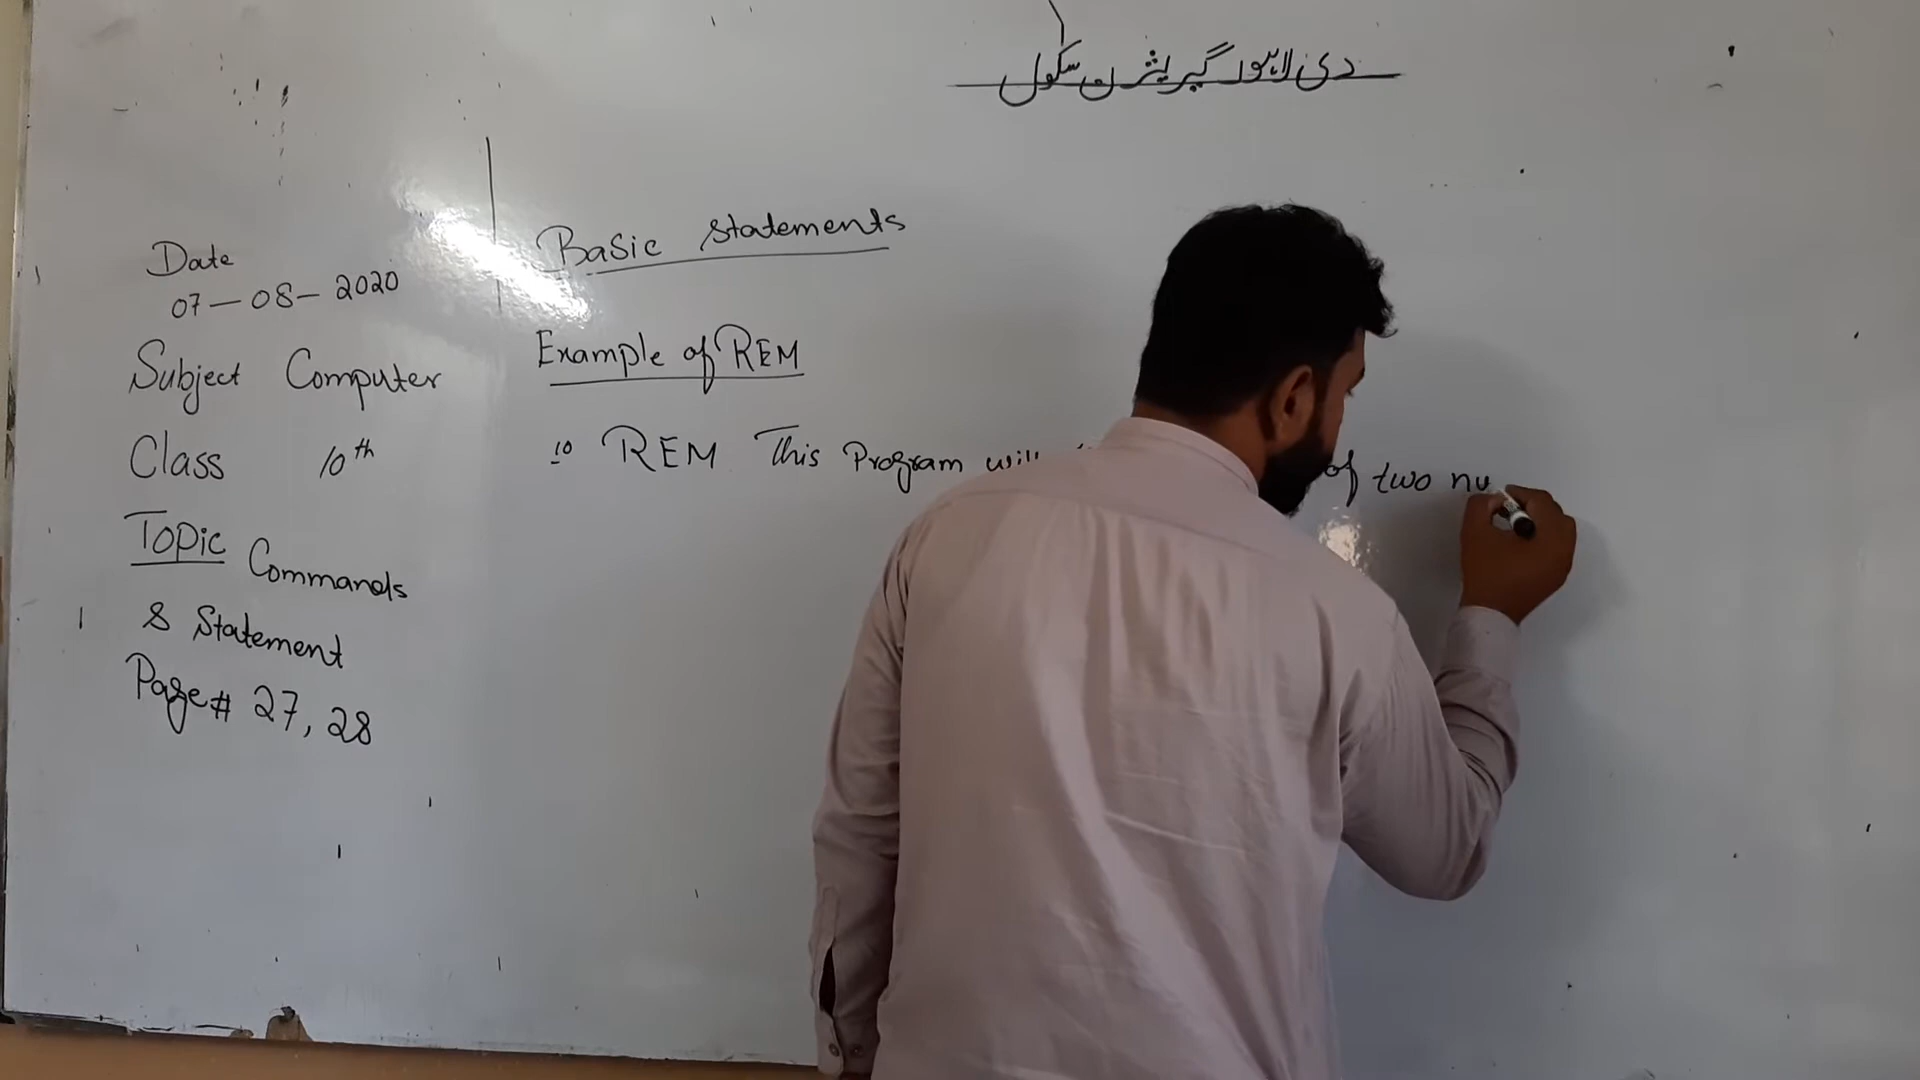 دی لاہور گیریژن سکول
Date
07-08-2020
Subject Computer
Class 10th
Topic Commands
& Statement
Page# 27, 28
Basic statements
Example of REM
10 REM This Program will of two nu